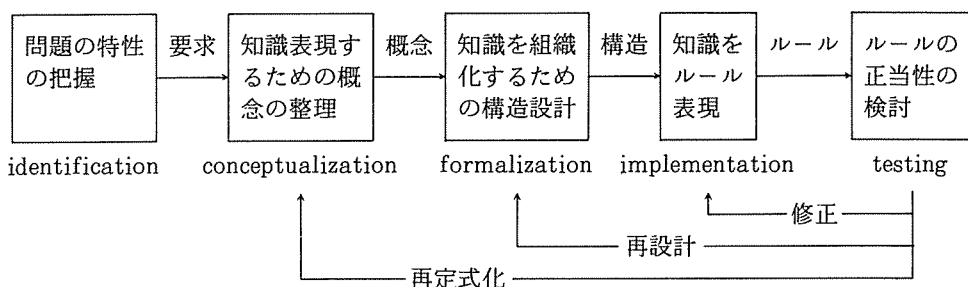 問題の特性
の把握
要求
知識表現す
るための概
念の整理
概念
知識を組織
化するため
の構造設計
構造
知識を
ルール
表現
ルール
ルールの
正当性の
検討
identification
conceptualization
formalization
implementation
testing
修正
再設計
再定式化